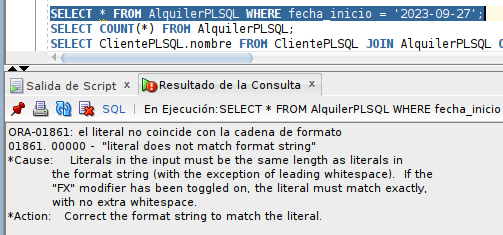 SELECT * FROM AlquilerPLSQL WHERE fecha_inicio = '2023-09-27';
SELECT COUNT(*) FROM AlquilerPLSQL;
SELECT ClientePLSQL.nombre FROM ClientePLSQL JOIN AlquilerPLSQL
Salida de Script x Resultado de la Consulta x
SQL | En Ejecución:SELECT * FROM AlquilerPLSQL WHERE fecha_inicio
ORA-01861: el literal no coincide con la cadena de formato
01861. 00000 - "literal does not match format string"
*Cause: Literals in the input must be the same length as literals in
the format string (with the exception of leading whitespace). If the
"FX" modifier has been toggled on, the literal must match exactly,
with no extra whitespace.
*Action: Correct the format string to match the literal.